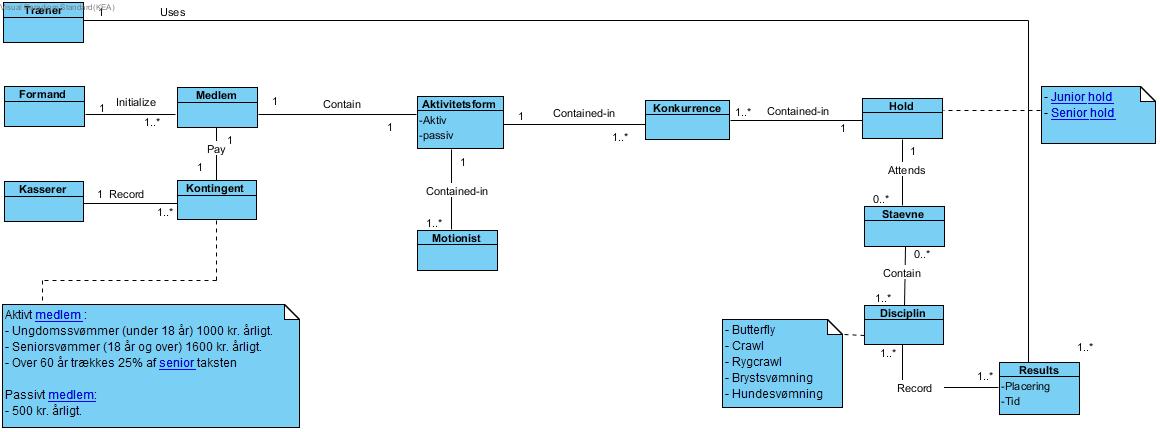 Visual Paradigm Standard(KEA)
Træner
1
Uses
Formand
1
Initialize
1..*
Medlem
1
Contain
1
Aktivitetsform
-Aktiv
-passiv
1
Contained-in
1..*
Konkurrence
1..*
Contained-in
1
Hold
- Junior hold
- Senior hold
1
Pay
1
Kasserer
1 Record
1..*
Kontingent
1
Contained-in
1..*
Motionist
1
Attends
0..*
Staevne
0..*
Contain
1..*
Disciplin
1..*
Record
1..*
1..*
Results
-Placering
-Tid
Aktivt medlem :
- Ungdomssvømmer (under 18 år) 1000 kr. årligt.
- Seniorsvømmer (18 år og over) 1600 kr. årligt.
- Over 60 år trækkes 25% af senior taksten
Passivt medlem:
- 500 kr. årligt.
- Butterfly
- Crawl
- Rygcrawl
- Brystsvømning
- Hundesvømning